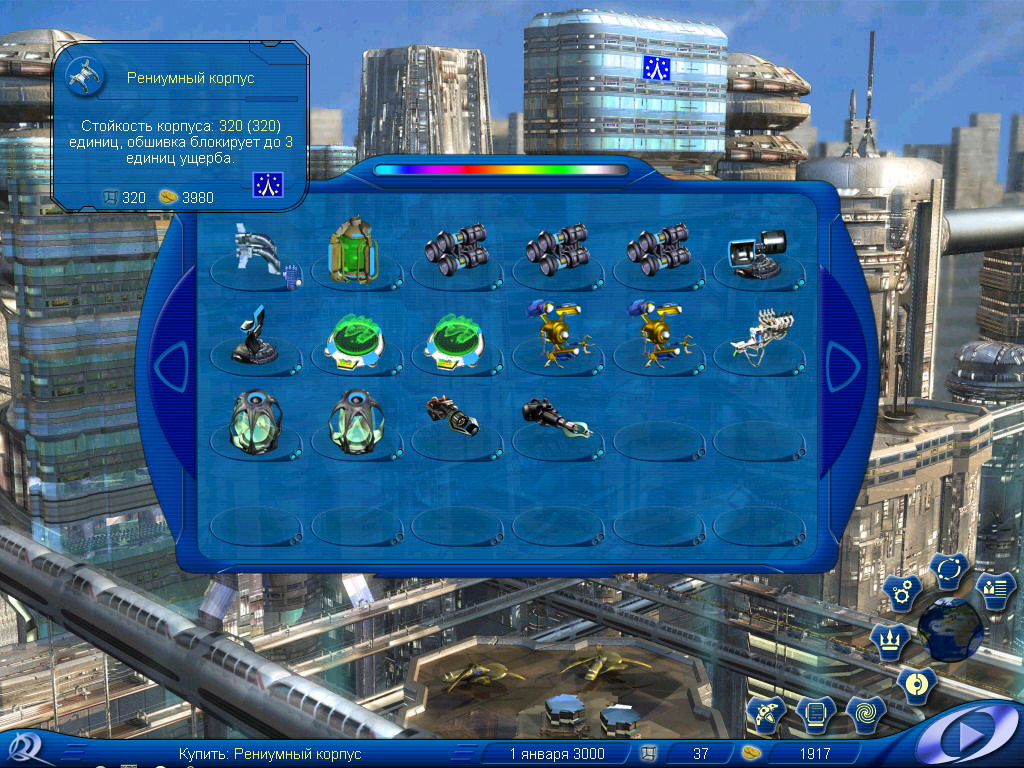 Рениумный корпус
Стойкость корпуса: 320 (320)
единиц, обшивка блокирует до 3
единиц ущерба.
320 3980
Купить: Рениумный корпус
1 января 3000
37
1917